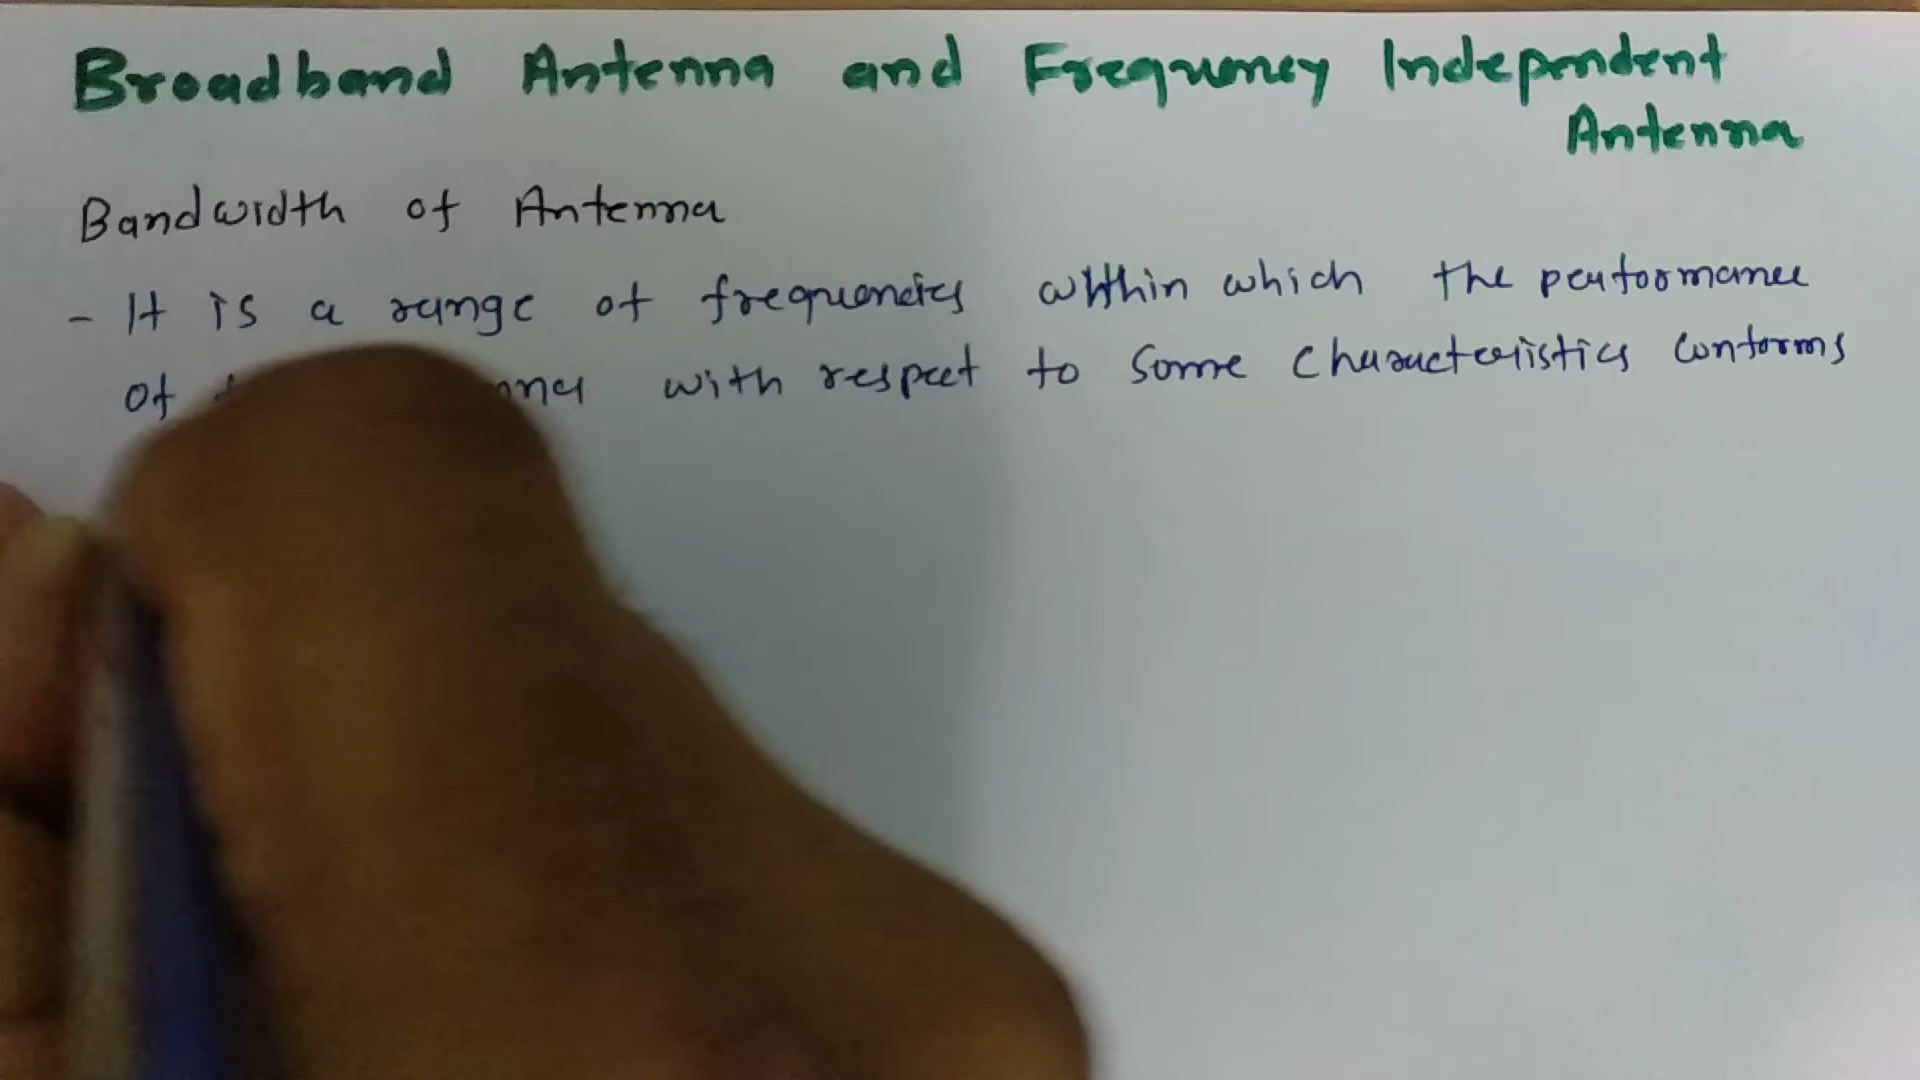 Broadband Antenna and Frequency Independent
Antenna
Bandwidth of Antenna
- It is a range of frequencies within which the performance
of with respect to some characteristics conforms